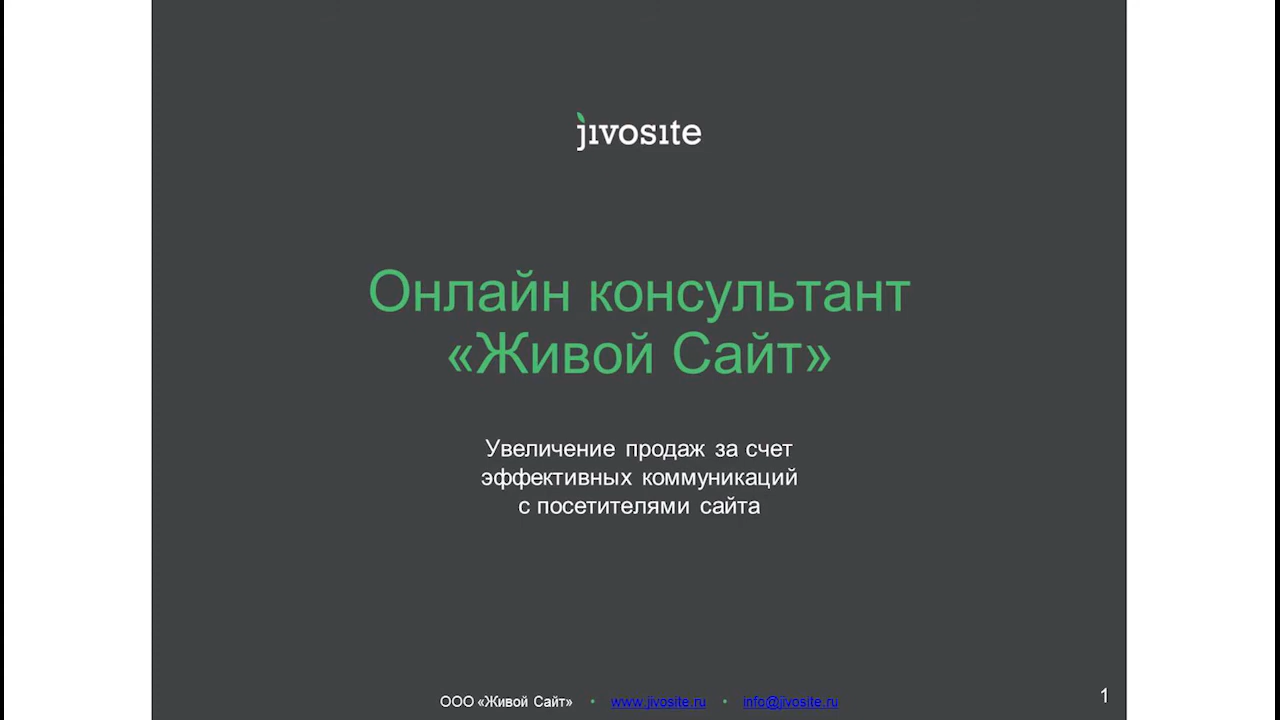 jivosite
Онлайн консультант
«Живой Сайт»
Увеличение продаж за счет
эффективных коммуникаций
с посетителями сайта
ООО «Живой Сайт» • www.jivosite.ru • info@jivosite.ru
1